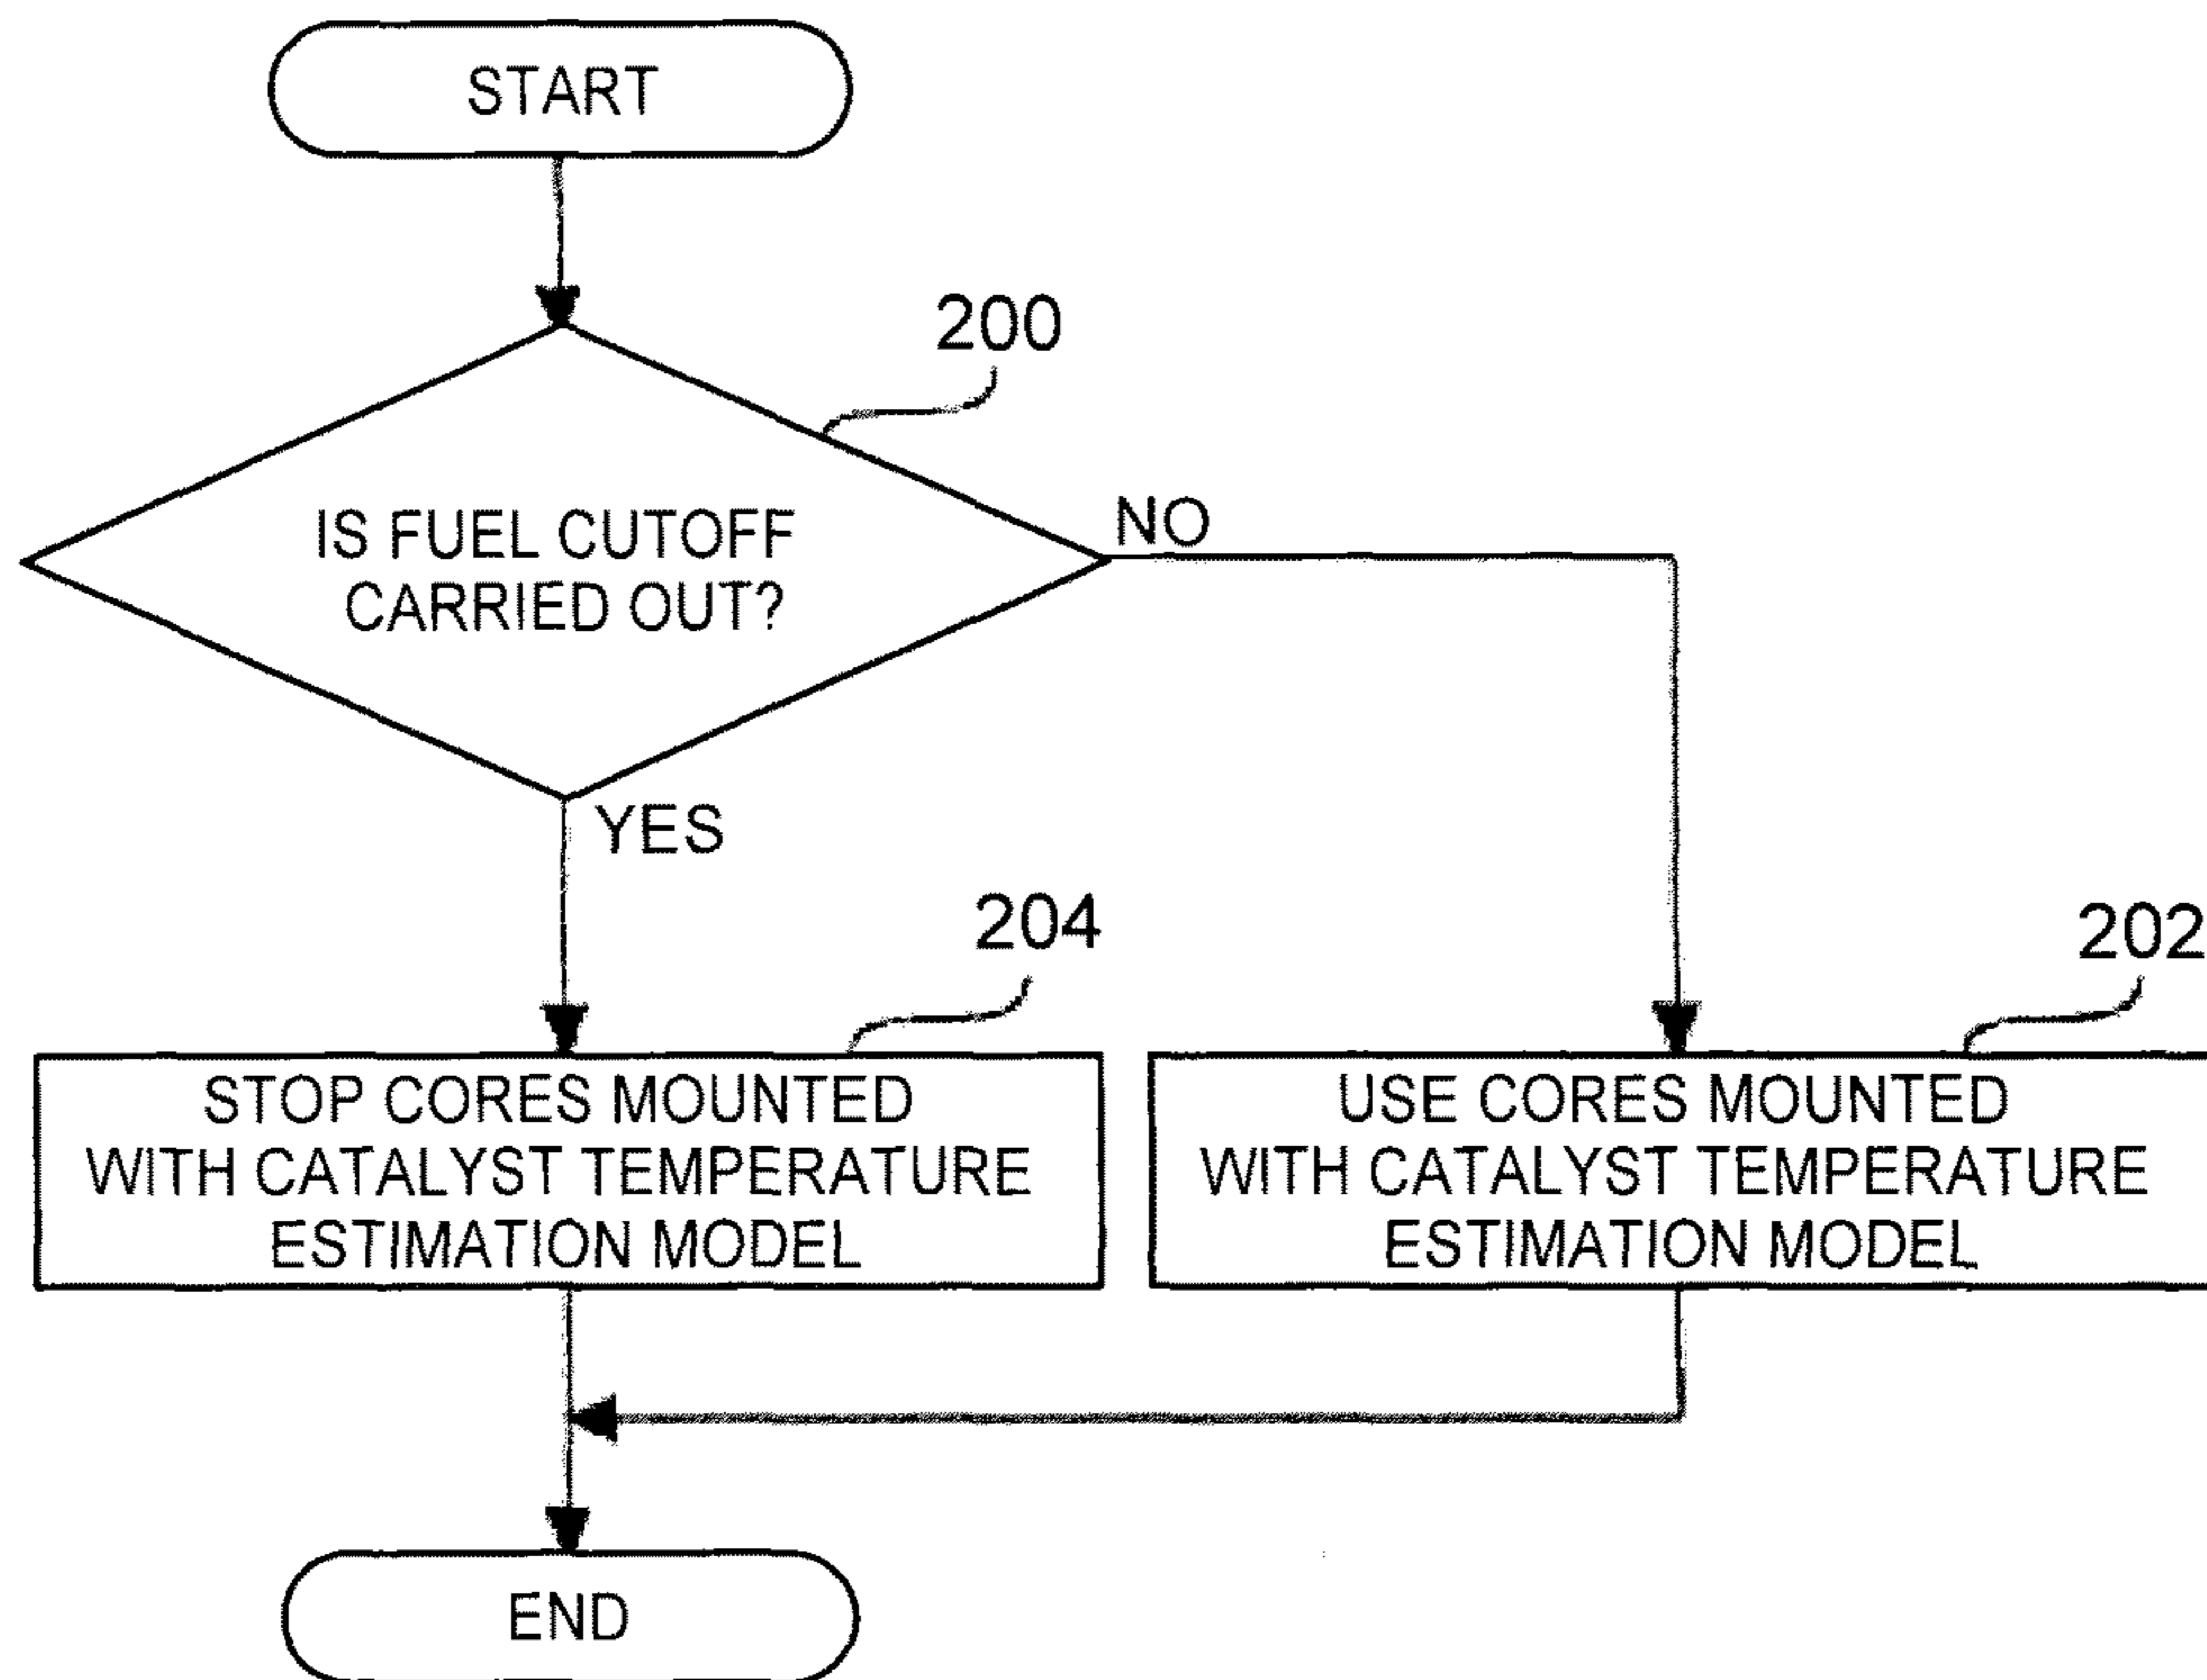 START
200
IS FUEL CUTOFF
CARRIED OUT?
NO
YES
204
202
STOP CORES MOUNTED
WITH CATALYST TEMPERATURE
ESTIMATION MODEL
USE CORES MOUNTED
WITH CATALYST TEMPERATURE
ESTIMATION MODEL
END